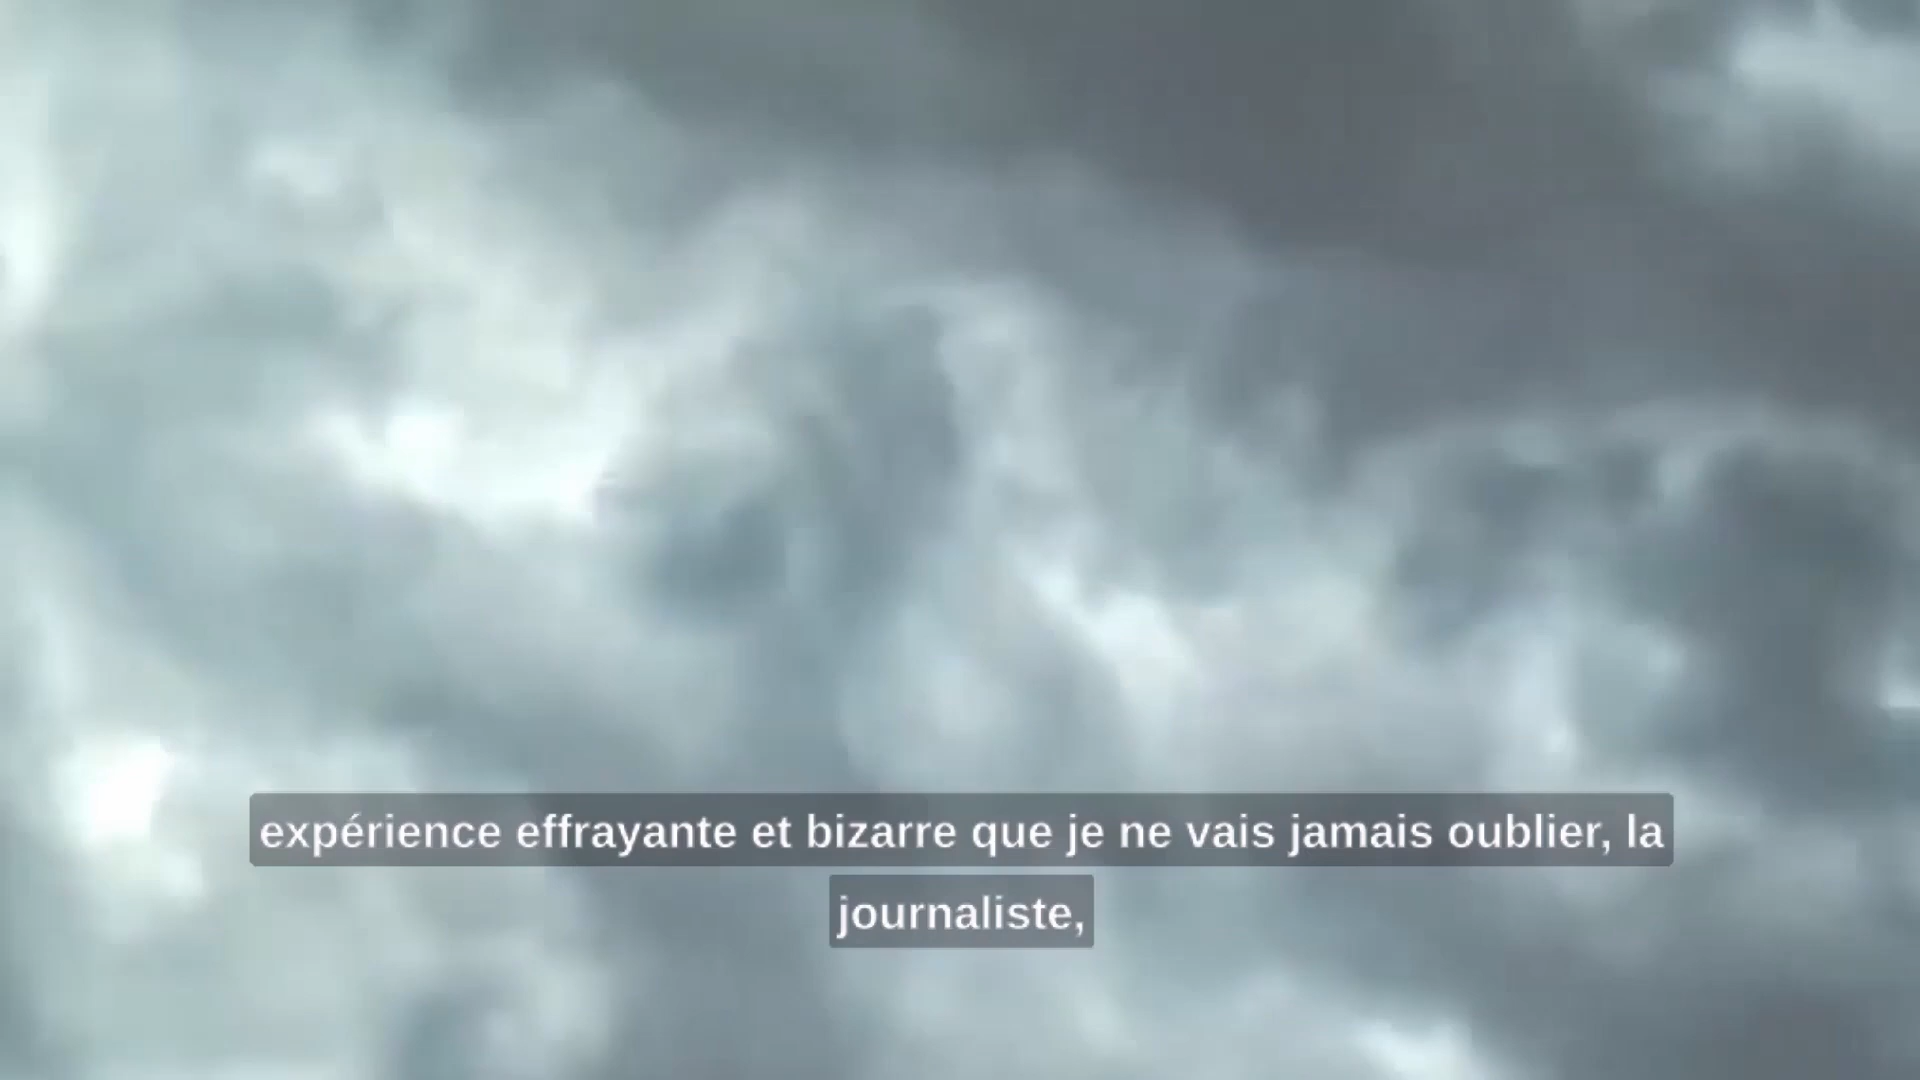 expérience effrayante et bizarre que je ne vais jamais oublier, la
journaliste,